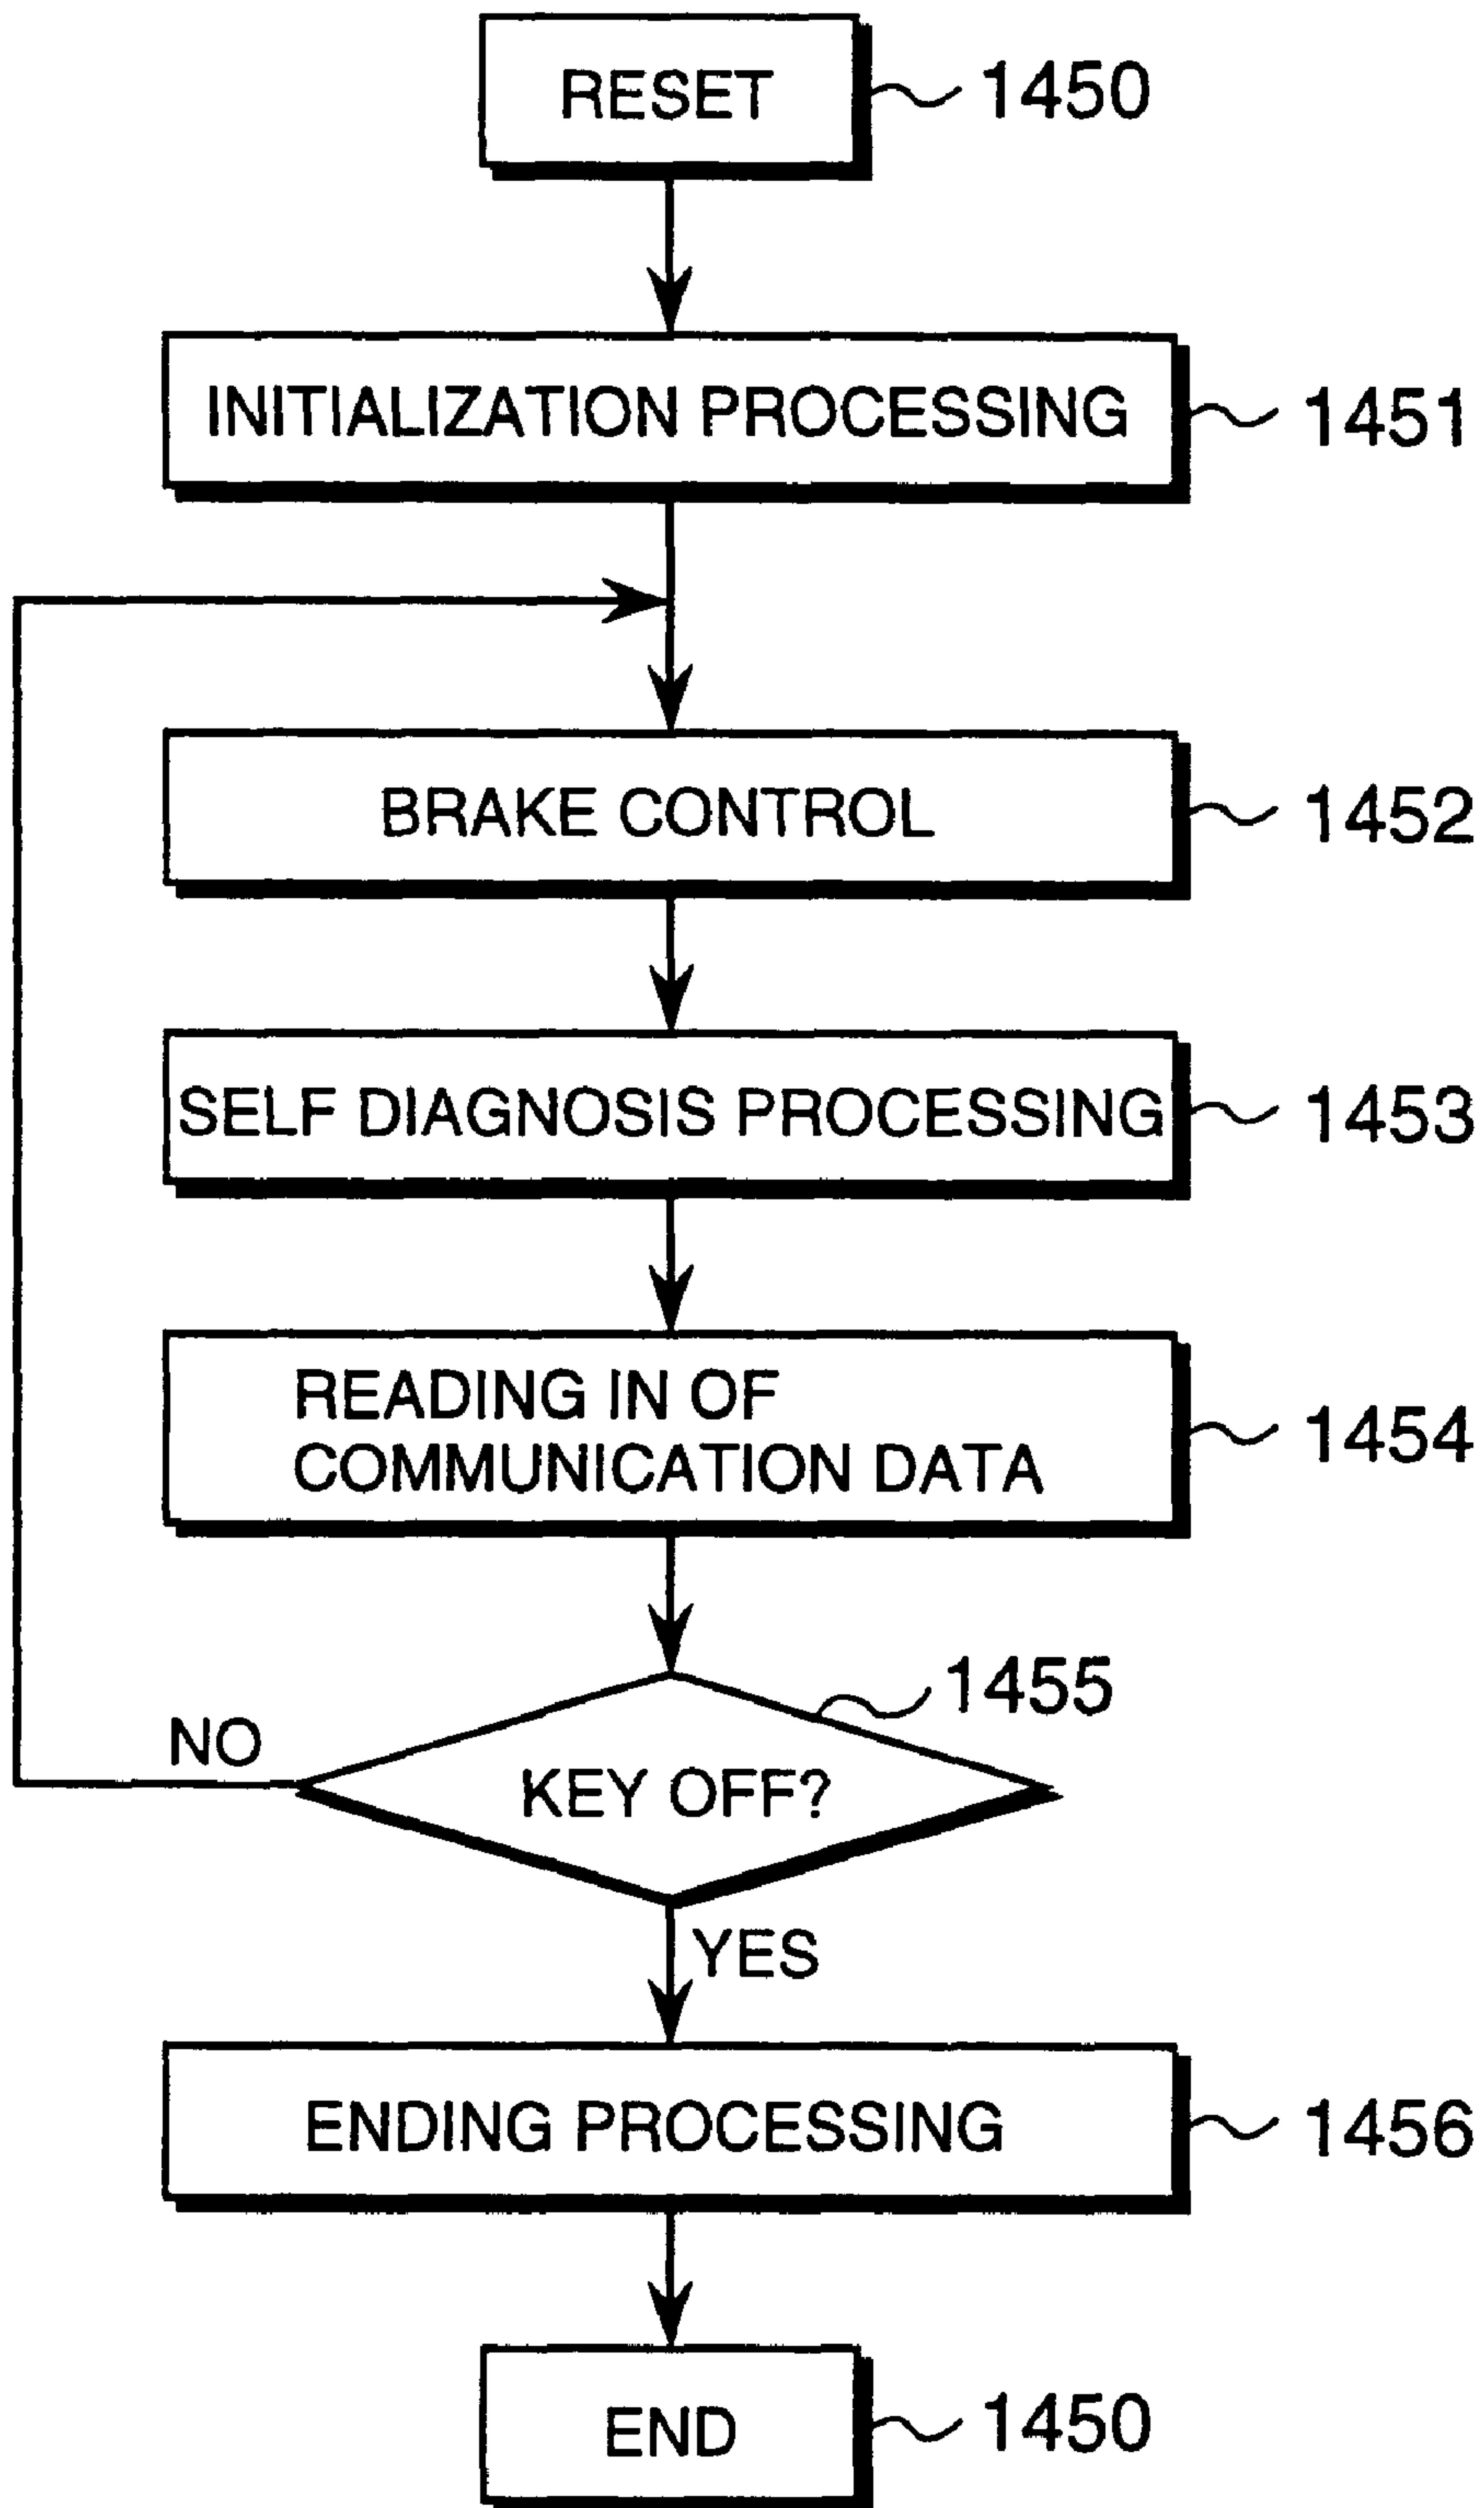 RESET 1450
INITIALIZATION PROCESSING 1451
BRAKE CONTROL 1452
SELF DIAGNOSIS PROCESSING 1453
READING IN OF
COMMUNICATION DATA 1454
1455
NO
KEY OFF?
YES
ENDING PROCESSING 1456
END 1450